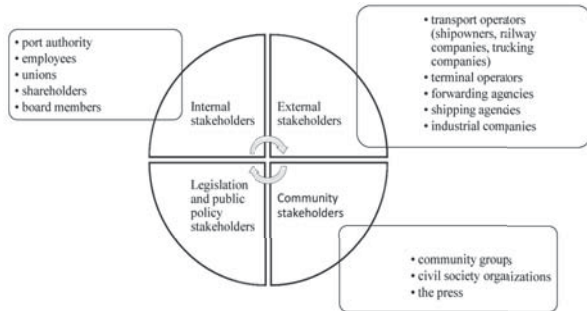 • port authority
• employees
• unions
• shareholders
• board members
• transport operators
(shipowners, railway
companies, trucking
companies)
• terminal operators
• forwarding agencies
• shipping agencies
• industrial companies
Internal
stakeholders
External
stakeholders
Legislation
and public
policy
stakeholders
Community
stakeholders
• community groups
• civil society organizations
• the press